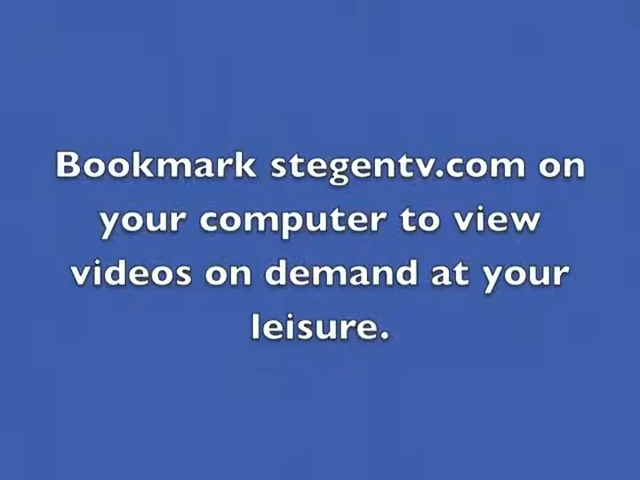 Bookmark stegentv.com on
your computer to view
videos on demand at your
leisure.